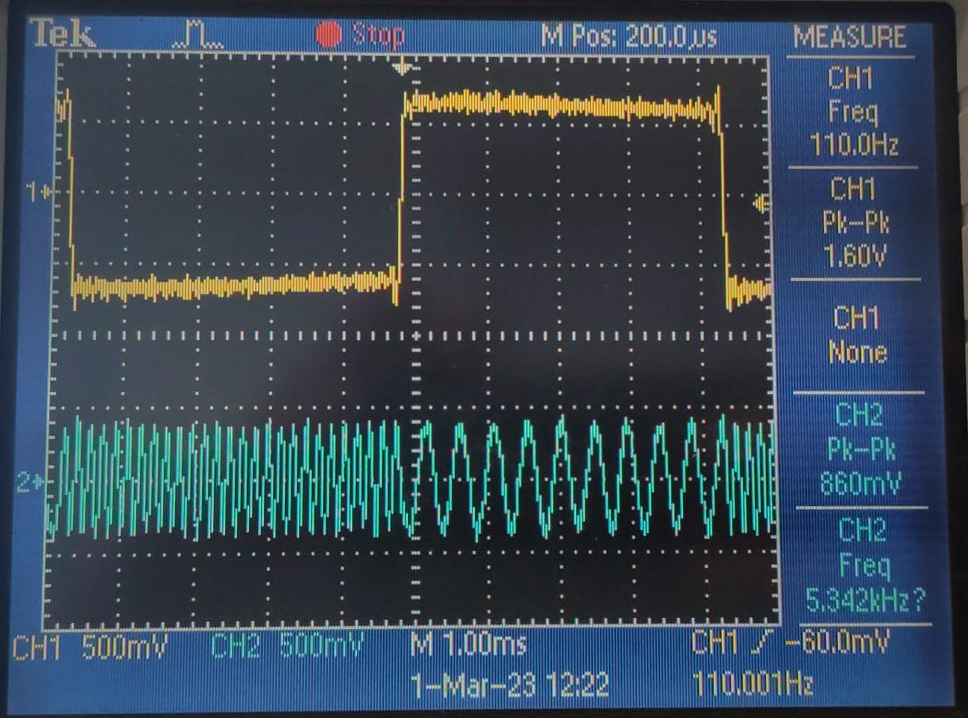 Tek Stop M Pos: 200.0µs MEASURE
CH1
Freq
110.0Hz
1
CH1
Pk-Pk
1.60V
CH1
None
CH2
Pk-Pk
860mV
2
CH2
Freq
5.342kHz?
CH1 500mV CH2 500mV M 1.00ms CH1 -60.0mV
1-Mar-23 12:22 110.001Hz